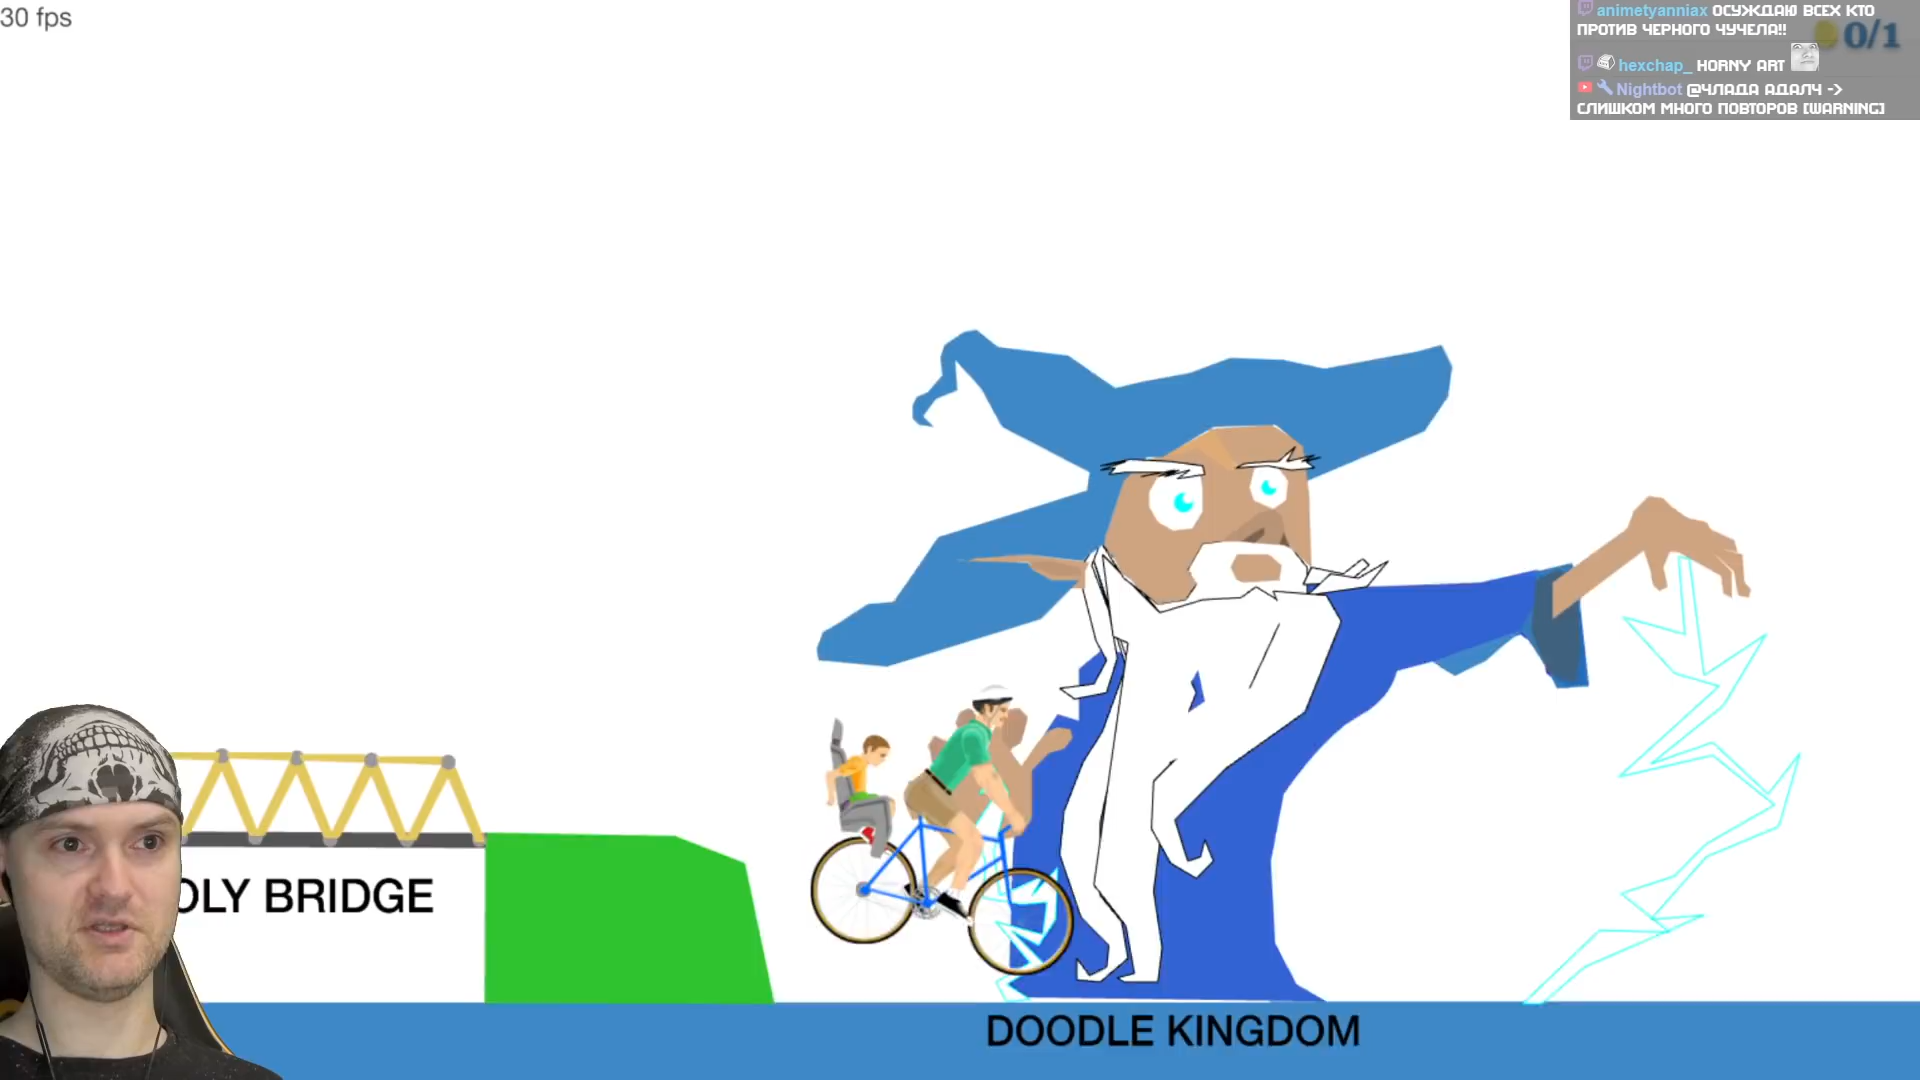 30 fps
animetyanniax ОСУЖДАЮ ВСЕХ КТО
ПРОТИВ ЧЕРНОГО ЧУЧЕЛА!!
0/1
hexchap_ HORNY ART
Nightbot @ЧЛАДА АДАЛЧ ->
СЛИШКОМ МНОГО ПОВТОРОВ [WARNING]
OLY BRIDGE
DOODLE KINGDOM